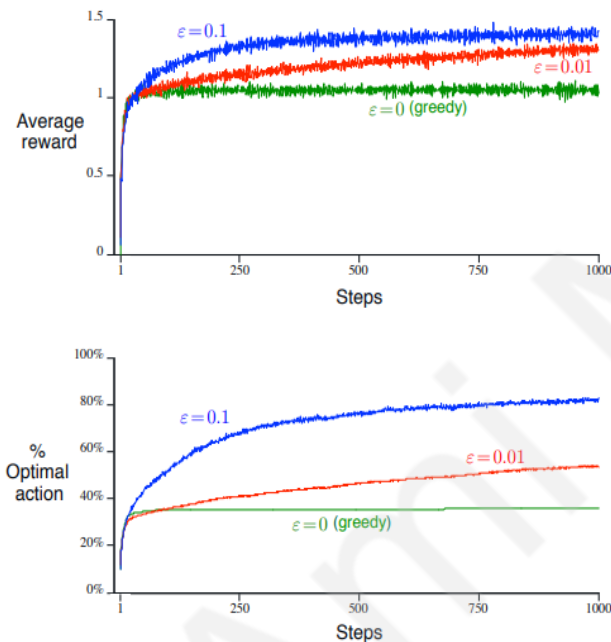 1.5
ε=0.1
ε=0.01
1
Average
reward
ε=0 (greedy)
0.5
0
1
250
500
750
1000
Steps
100%
80%
ε=0.1
60%
%
Optimal
action
ε=0.01
40%
ε=0 (greedy)
20%
0%
1
250
500
750
1000
Steps